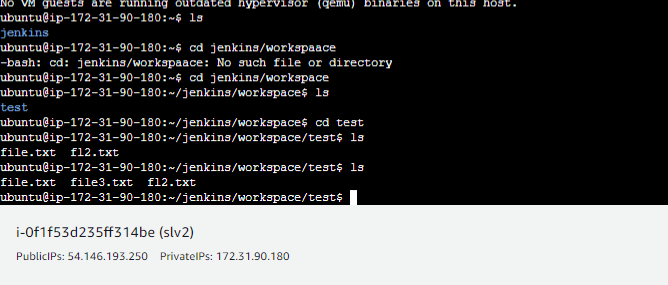 No VM guests are running outdated hypervisor (qemu) binaries on this host.
ubuntu@ip-172-31-90-180:~$ ls
jenkins
ubuntu@ip-172-31-90-180:~$ cd jenkins/workspaace
-bash: cd: jenkins/workspaace: No such file or directory
ubuntu@ip-172-31-90-180:~$ cd jenkins/workspace
ubuntu@ip-172-31-90-180:~/jenkins/workspace$ ls
test
ubuntu@ip-172-31-90-180:~/jenkins/workspace$ cd test
ubuntu@ip-172-31-90-180:~/jenkins/workspace/test$ ls
file.txt  fl2.txt
ubuntu@ip-172-31-90-180:~/jenkins/workspace/test$ ls
file.txt  file3.txt  fl2.txt
ubuntu@ip-172-31-90-180:~/jenkins/workspace/test$
i-0f1f53d235ff314be (slv2)
PublicIPs: 54.146.193.250    PrivateIPs: 172.31.90.180